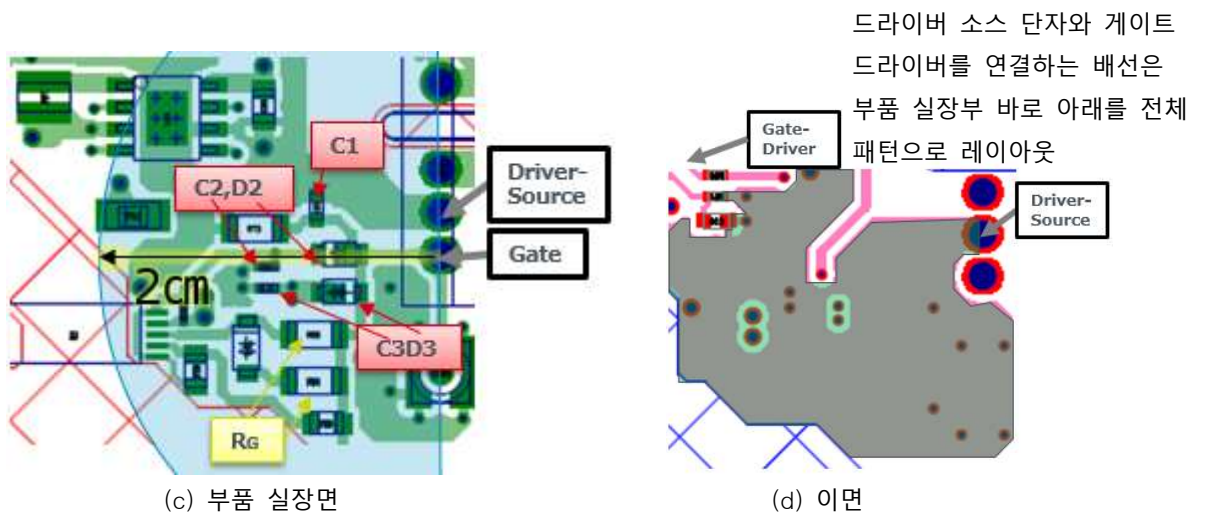 드라이버 소스 단자와 게이트
드라이버를 연결하는 배선은
부품 실장부 바로 아래를 전체
패턴으로 레이아웃
C1
C2,D2
Driver-
Source
Gate
2cm
C3D3
RG
Gate-
Driver
Driver-
Source
(c) 부품 실장면
(d) 이면